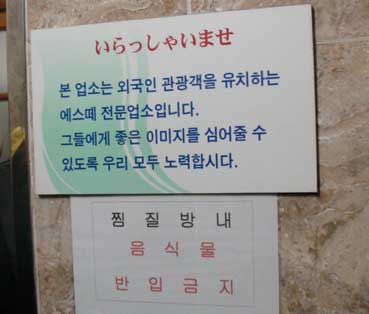 いらっしゃいませ
본 업소는 외국인 관광객을 유치하는
에스떼 전문업소입니다.
그들에게 좋은 이미지를 심어줄 수
있도록 우리 모두 노력합시다.
찜 질 방 내
음 식 물
반 입 금 지